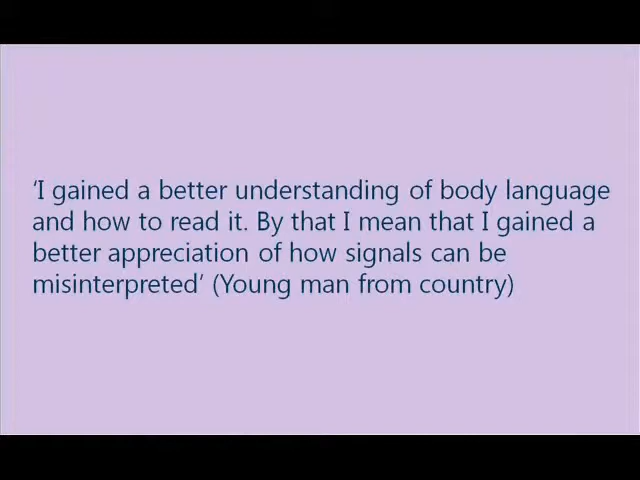 ‘I gained a better understanding of body language
and how to read it. By that I mean that I gained a
better appreciation of how signals can be
misinterpreted’ (Young man from country)